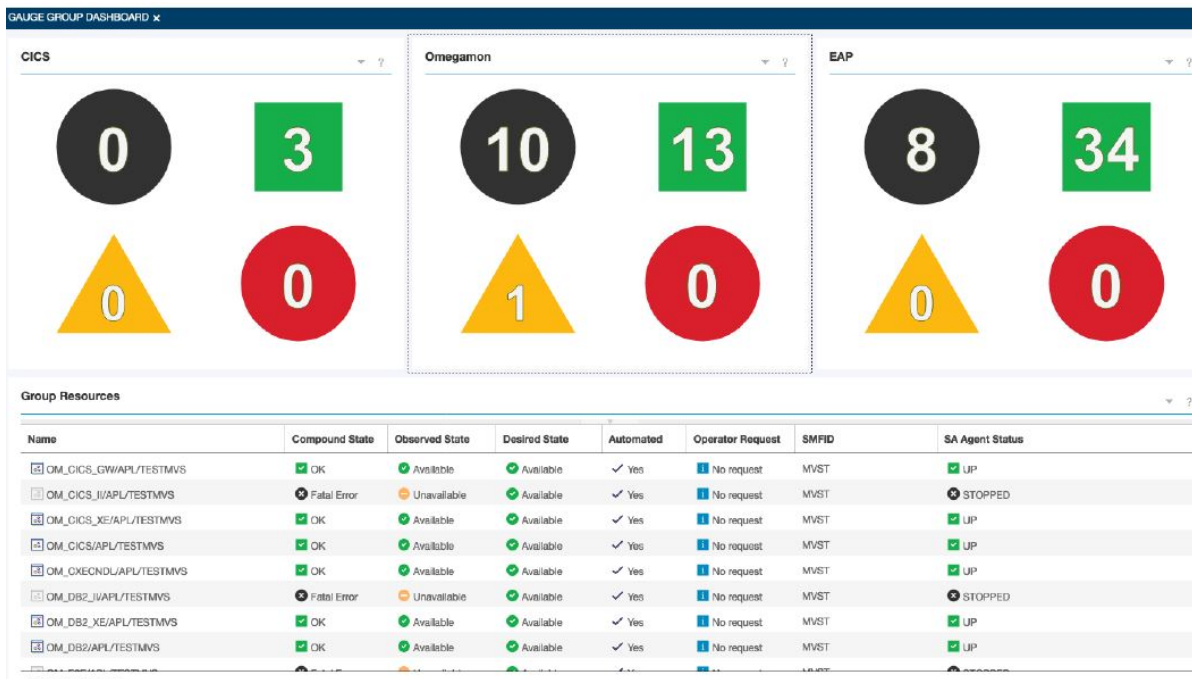 GAUGE GROUP DASHBOARD x
CICS ? Omegamon ? EAP ?
0 3 10 13 8 34
0 0 1 0 0 0
Group Resources ?
Name Compound State Observed State Desired State Automated Operator Request SMFID SA Agent Status
OM_CICS_GW/APL/TESTMVS OK Available Available Yes No request MVST UP
OM_CICS_II/APL/TESTMVS Fatal Error Unavailable Available Yes No request MVST STOPPED
OM_CICS_XE/APL/TESTMVS OK Available Available Yes No request MVST UP
OM_CICS/APL/TESTMVS OK Available Available Yes No request MVST UP
OM_CXECNDL/APL/TESTMVS OK Available Available Yes No request MVST UP
OM_DB2_II/APL/TESTMVS Fatal Error Unavailable Available Yes No request MVST STOPPED
OM_DB2_XE/APL/TESTMVS OK Available Available Yes No request MVST UP
OM_DB2/APL/TESTMVS OK Available Available Yes No request MVST UP